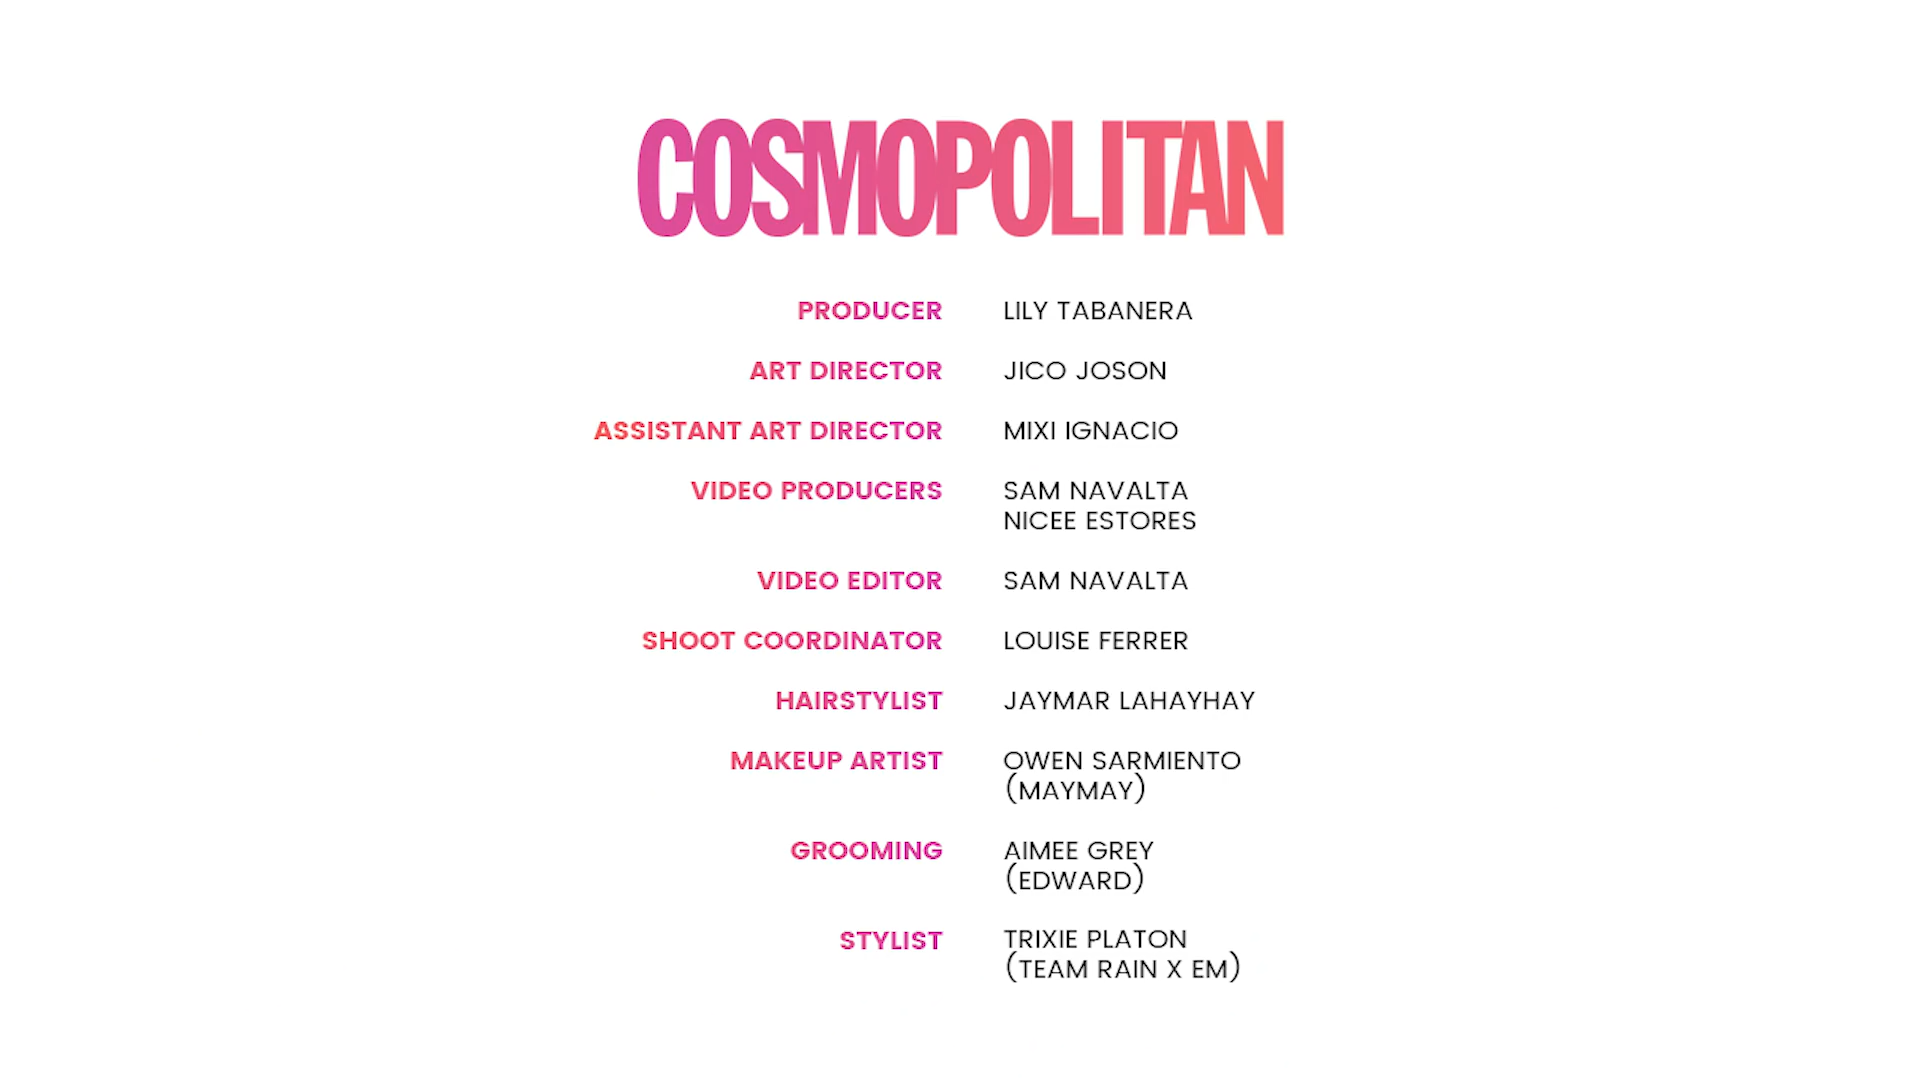 COSMOPOLITAN
PRODUCER LILY TABANERA
ART DIRECTOR JICO JOSON
ASSISTANT ART DIRECTOR MIXI IGNACIO
VIDEO PRODUCERS SAM NAVALTA
NICEE ESTORES
VIDEO EDITOR SAM NAVALTA
SHOOT COORDINATOR LOUISE FERRER
HAIRSTYLIST JAYMAR LAHAYHAY
MAKEUP ARTIST OWEN SARMIENTO
(MAYMAY)
GROOMING AIMEE GREY
(EDWARD)
STYLIST TRIXIE PLATON
(TEAM RAIN X EM)